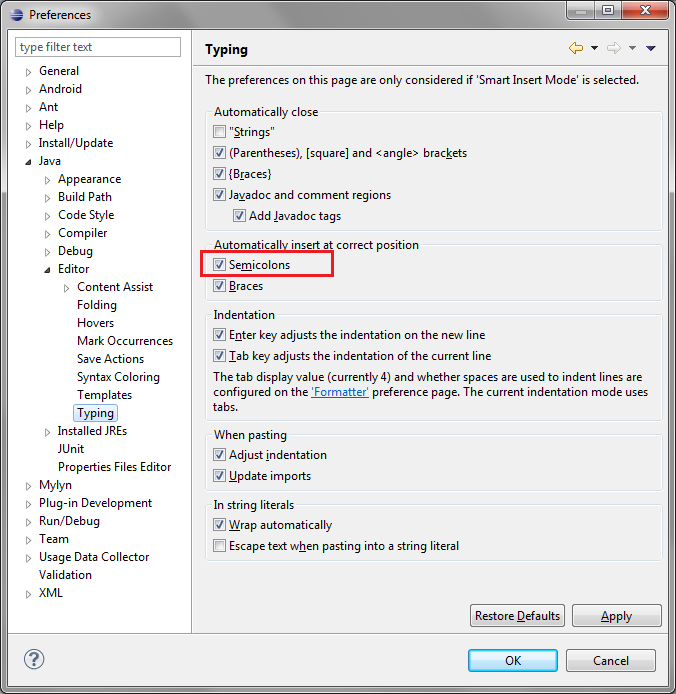 Preferences
type filter text
General
Android
Ant
Help
Install/Update
Java
Appearance
Build Path
Code Style
Compiler
Debug
Editor
Content Assist
Folding
Hovers
Mark Occurrences
Save Actions
Syntax Coloring
Templates
Typing
Installed JREs
JUnit
Properties Files Editor
Mylyn
Plug-in Development
Run/Debug
Team
Usage Data Collector
Validation
XML
Typing
The preferences on this page are only considered if 'Smart Insert Mode' is selected.
Automatically close
"Strings"
(Parentheses), [square] and <angle> brackets
{Braces}
Javadoc and comment regions
Add Javadoc tags
Automatically insert at correct position
Semicolons
Braces
Indentation
Enter key adjusts the indentation on the new line
Tab key adjusts the indentation of the current line
The tab display value (currently 4) and whether spaces are used to indent lines are
configured on the 'Formatter' preference page. The current indentation mode uses
tabs.
When pasting
Adjust indentation
Update imports
In string literals
Wrap automatically
Escape text when pasting into a string literal
Restore Defaults
Apply
?
OK
Cancel